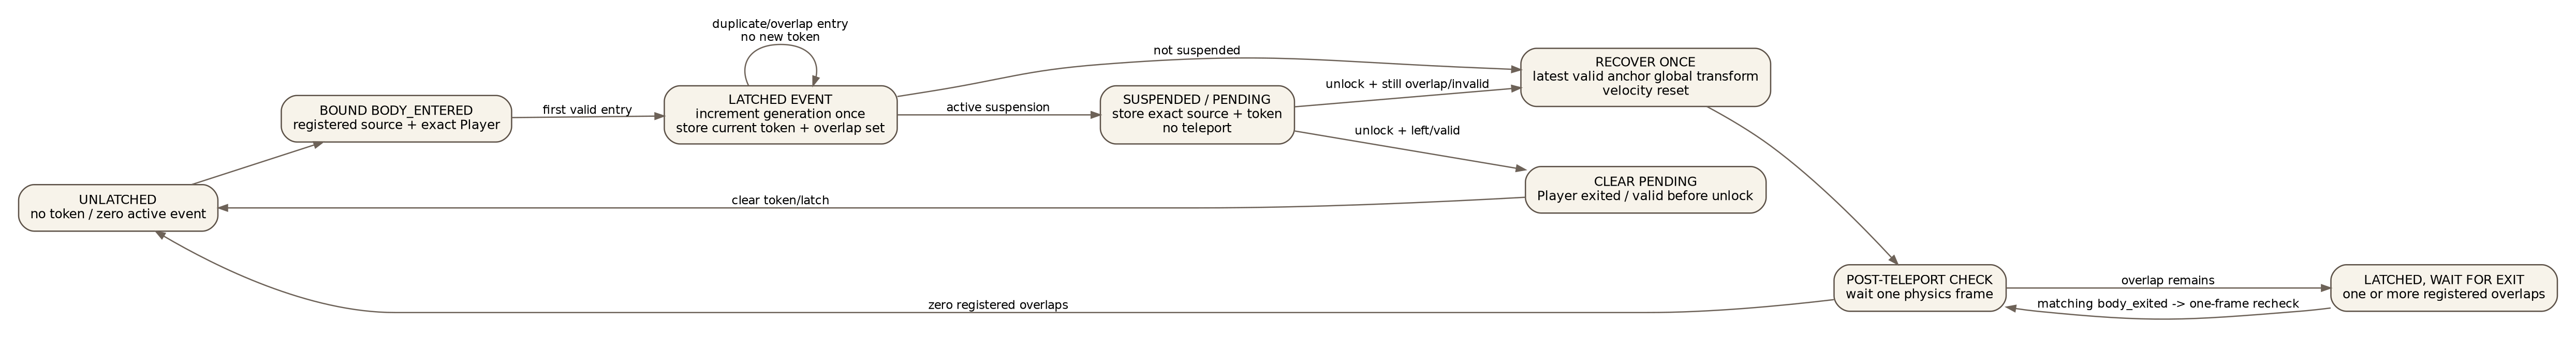 duplicate/overlap entry
no new token
BOUND BODY_ENTERED
registered source + exact Player
first valid entry
LATCHED EVENT
increment generation once
store current token + overlap set
not suspended
active suspension
SUSPENDED / PENDING
store exact source + token
no teleport
unlock + still overlap/invalid
unlock + left/valid
RECOVER ONCE
latest valid anchor global transform
velocity reset
CLEAR PENDING
Player exited / valid before unlock
UNLATCHED
no token / zero active event
clear token/latch
zero registered overlaps
POST-TELEPORT CHECK
wait one physics frame
overlap remains
matching body_exited -> one-frame recheck
LATCHED, WAIT FOR EXIT
one or more registered overlaps